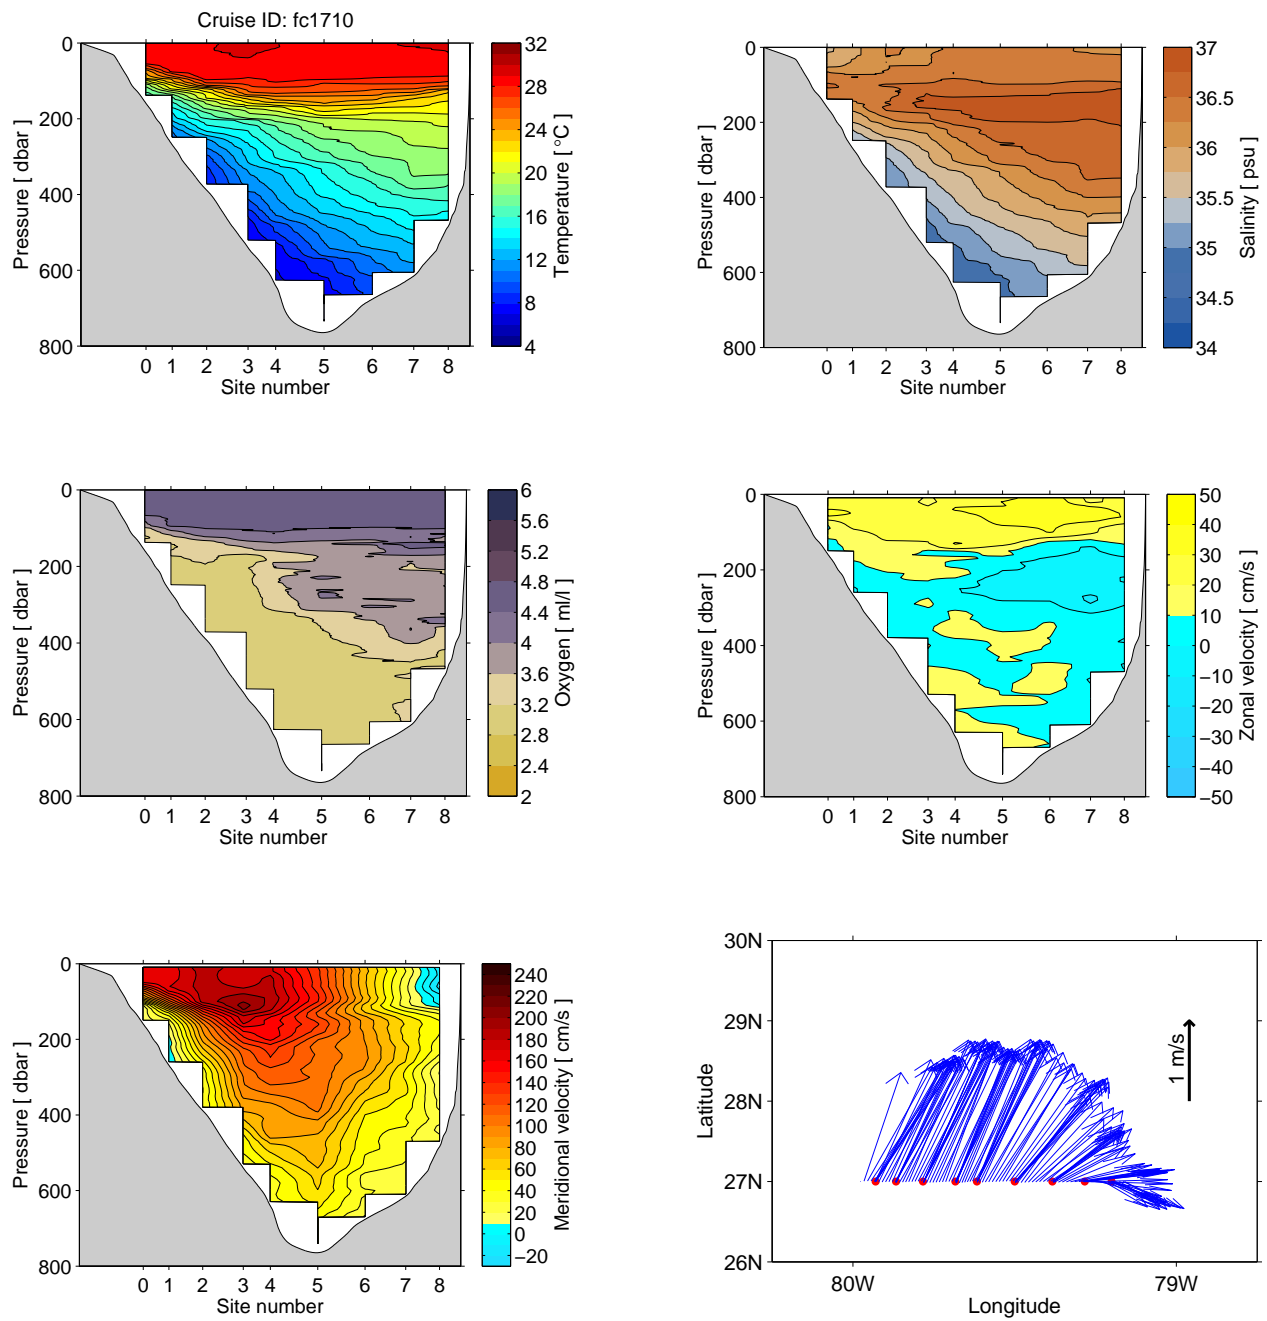 Cruise ID: fc1710
0
200
400
600
800
Pressure [ dbar ]
0 1 2 3 4 5 6 7 8
Site number
32
28
24
20
16
12
8
4
Temperature [ °C ]
0
200
400
600
800
Pressure [ dbar ]
0 1 2 3 4 5 6 7 8
Site number
37
36.5
36
35.5
35
34.5
34
Salinity [ psu ]
0
200
400
600
800
Pressure [ dbar ]
0 1 2 3 4 5 6 7 8
Site number
6
5.6
5.2
4.8
4.4
4
3.6
3.2
2.8
2.4
2
Oxygen [ ml/l ]
0
200
400
600
800
Pressure [ dbar ]
0 1 2 3 4 5 6 7 8
Site number
50
40
30
20
10
0
−10
−20
−30
−40
−50
Zonal velocity [ cm/s ]
0
200
400
600
800
Pressure [ dbar ]
0 1 2 3 4 5 6 7 8
Site number
240
220
200
180
160
140
120
100
80
60
40
20
0
−20
Meridional velocity [ cm/s ]
30N
29N
28N
27N
26N
Latitude
1 m/s
80W 79W
Longitude